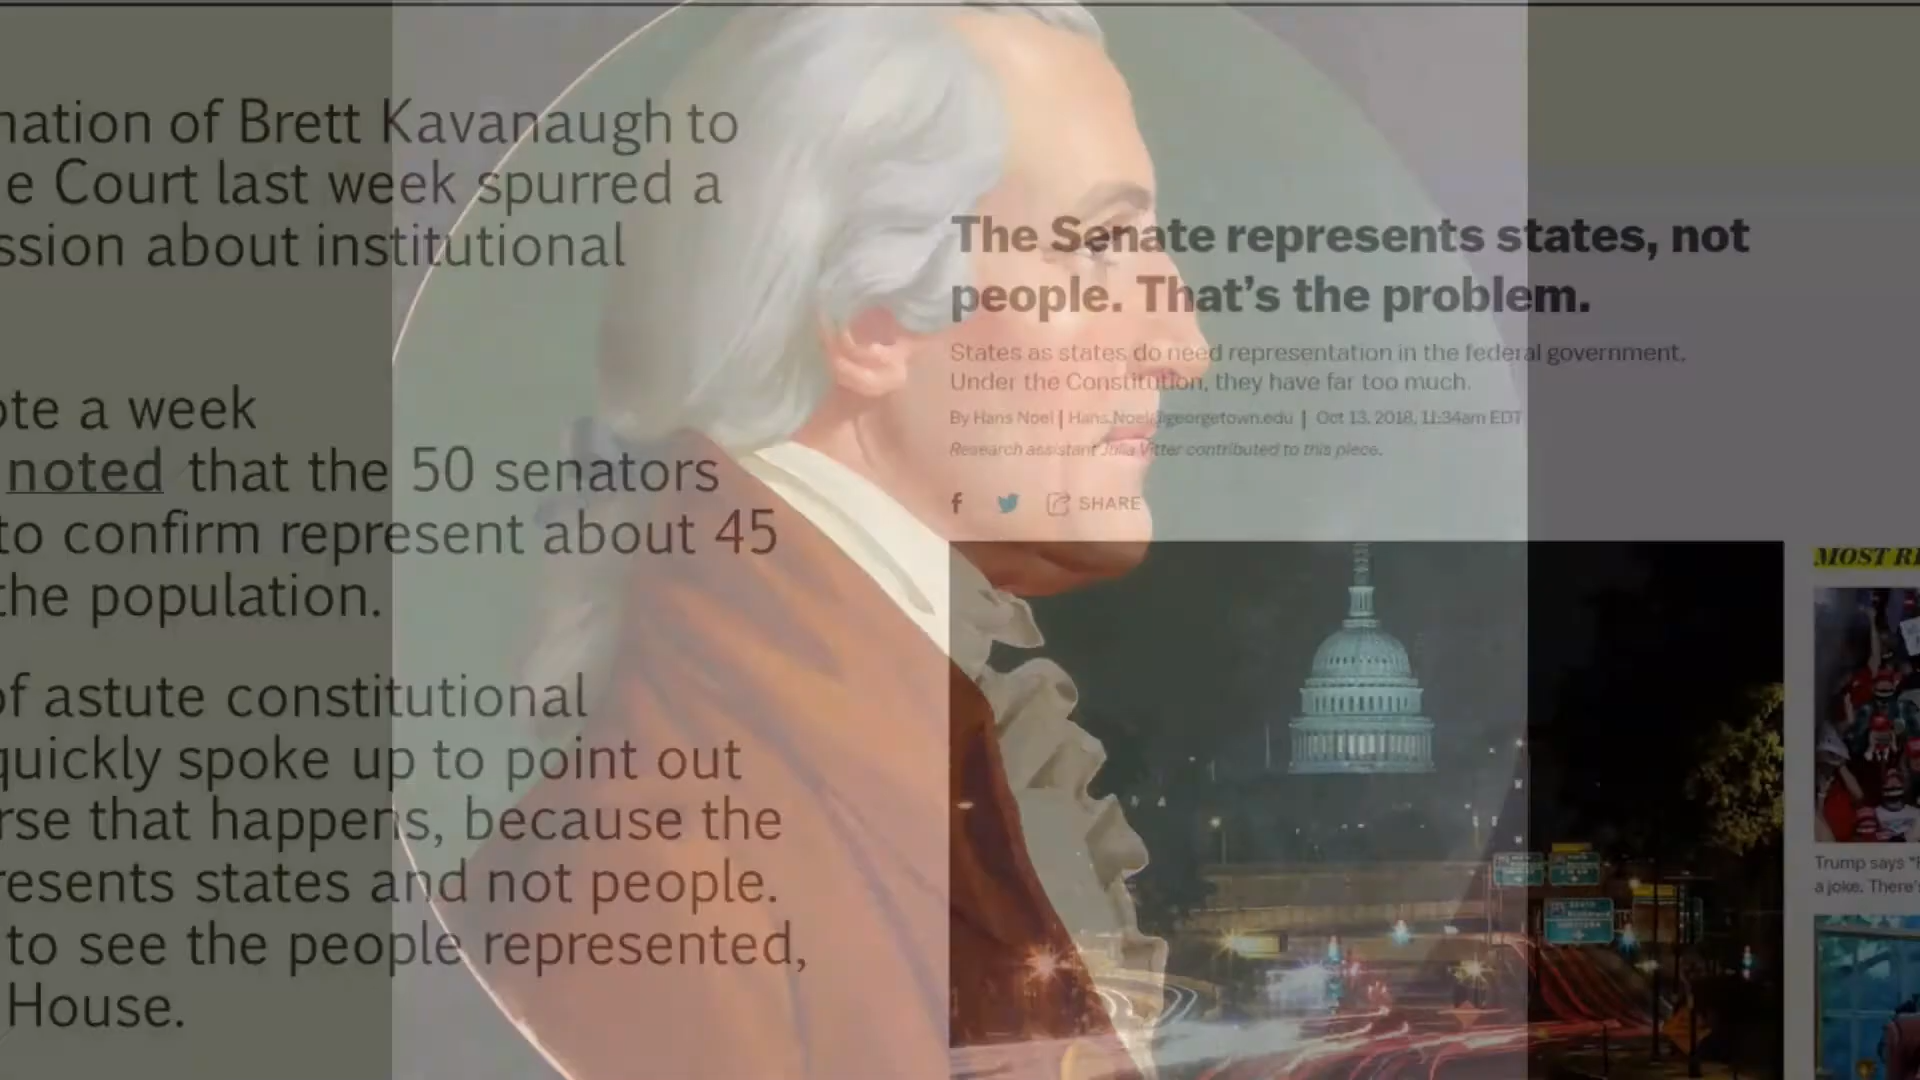 nation of Brett Kavanaugh to
e Court last week spurred a
ssion about institutional
ote a week
noted that the 50 senators
to confirm represent about 45
the population.
of astute constitutional
quickly spoke up to point out
rse that happens, because the
resents states and not people.
to see the people represented,
House.
The Senate represents states, not
people. That's the problem.
States as states do need representation in the federal government.
Under the Constitution, they have far too much.
By Hans Noel | Hans.Noel@georgetown.edu | Oct 13, 2018, 11:34am EDT
Research assistant Julia Vitter contributed to this piece.
SHARE
MOST RE
Trump says "
a joke. There's